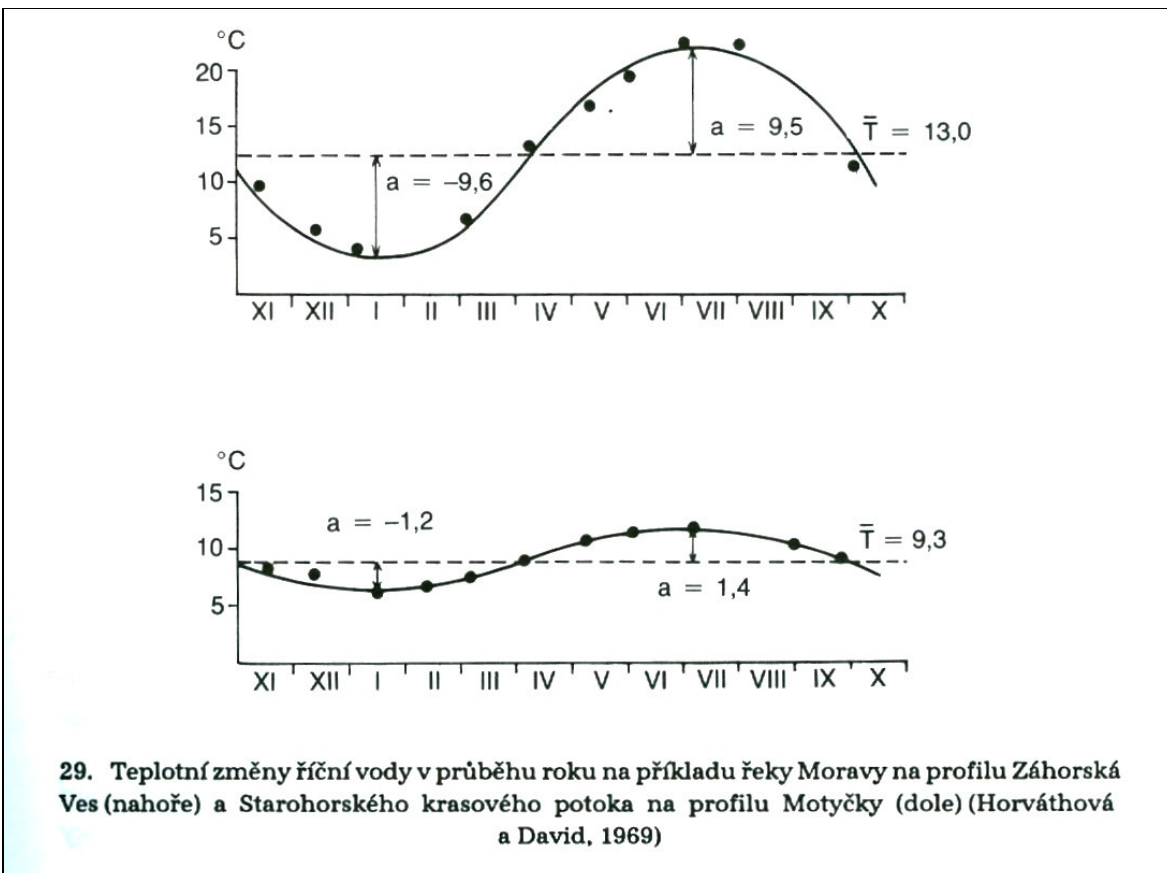 °C
20
15
10
5
a = –9,6
a = 9,5
T̄ = 13,0
XI XII I II III IV V VI VII VIII IX X
°C
15
10
5
a = –1,2
a = 1,4
T̄ = 9,3
XI XII I II III IV V VI VII VIII IX X
29. Teplotní změny říční vody v průběhu roku na příkladu řeky Moravy na profilu Záhorská
Ves (nahoře) a Starohorského krasového potoka na profilu Motyčky (dole) (Horváthová
a David, 1969)